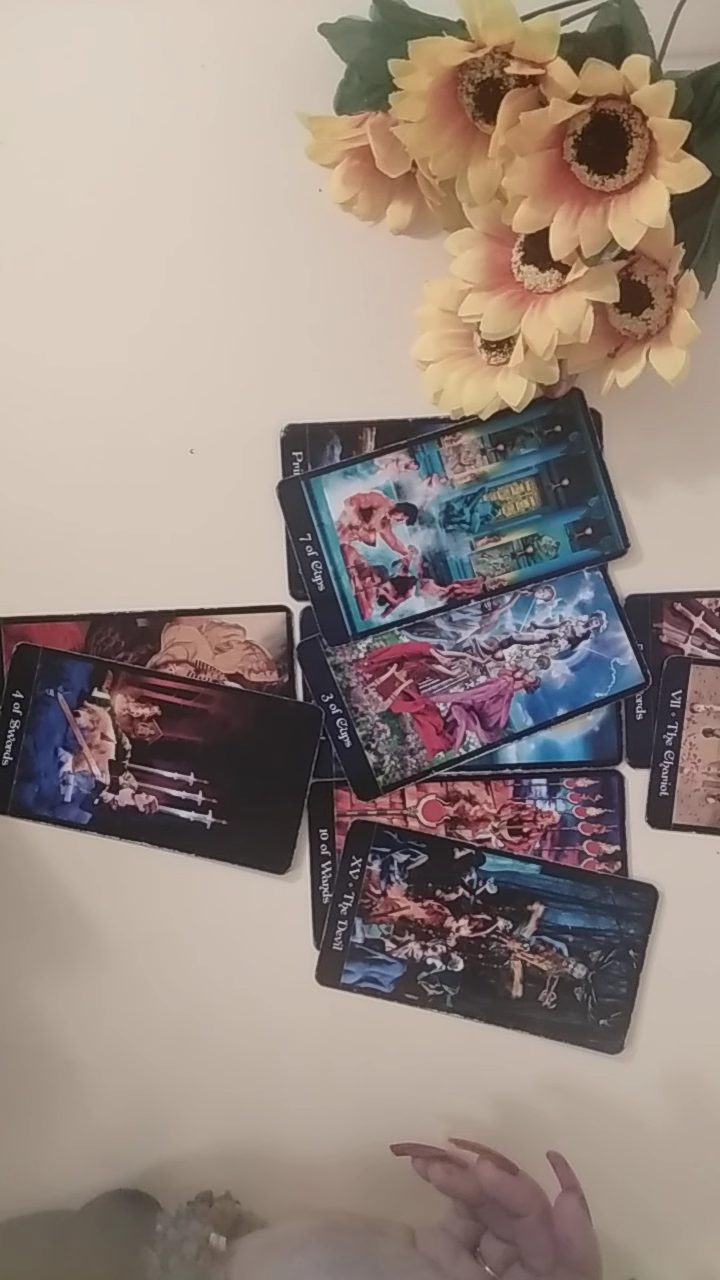 7 of Cups
3 of Cups
4 of Swords
VII • The Chariot
10 of Wands
XV • The Devil